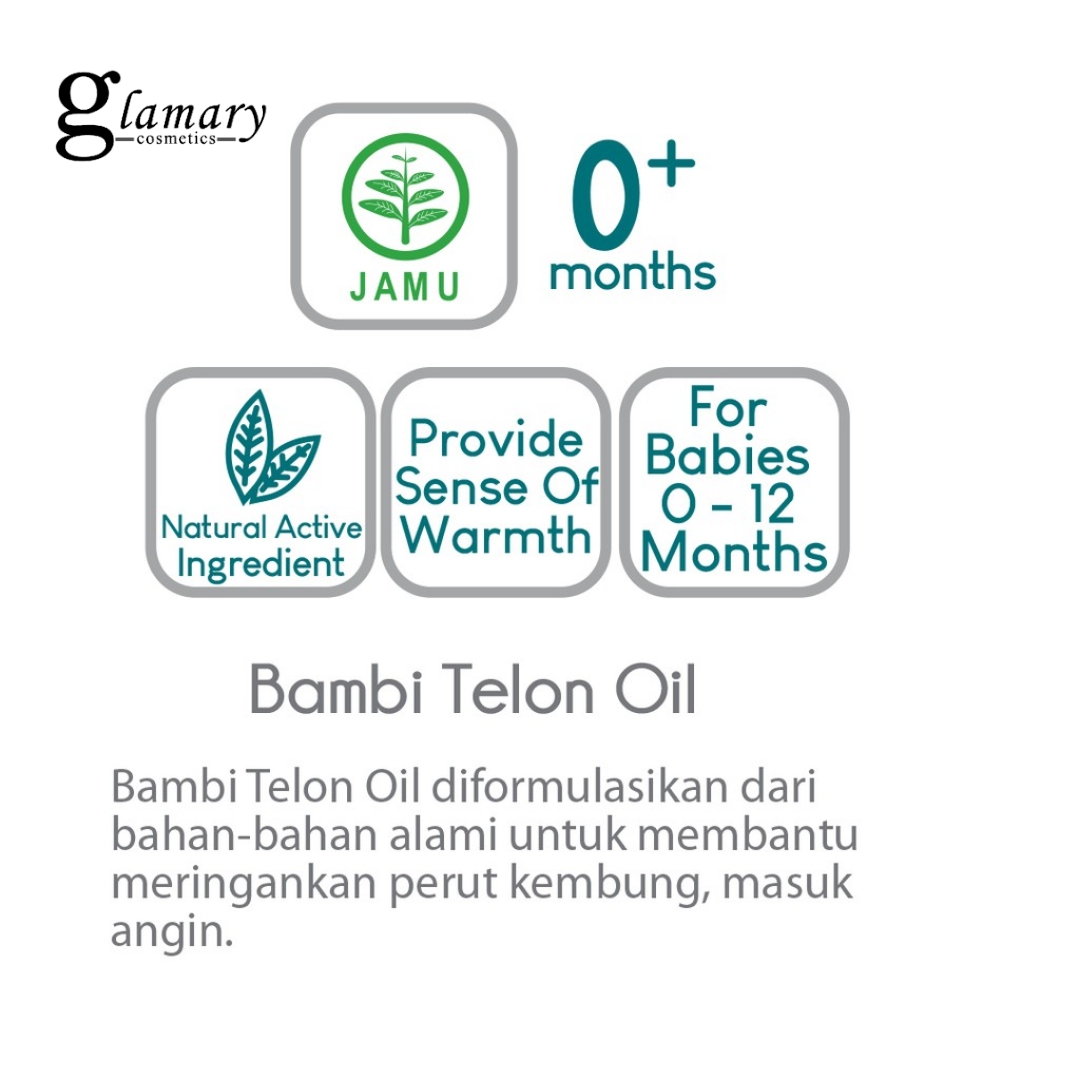 glamary
cosmetics
JAMU
0+
months
Natural Active
Ingredient
Provide
Sense Of
Warmth
For
Babies
0 - 12
Months
Bambi Telon Oil
Bambi Telon Oil diformulasikan dari
bahan-bahan alami untuk membantu
meringankan perut kembung, masuk
angin.